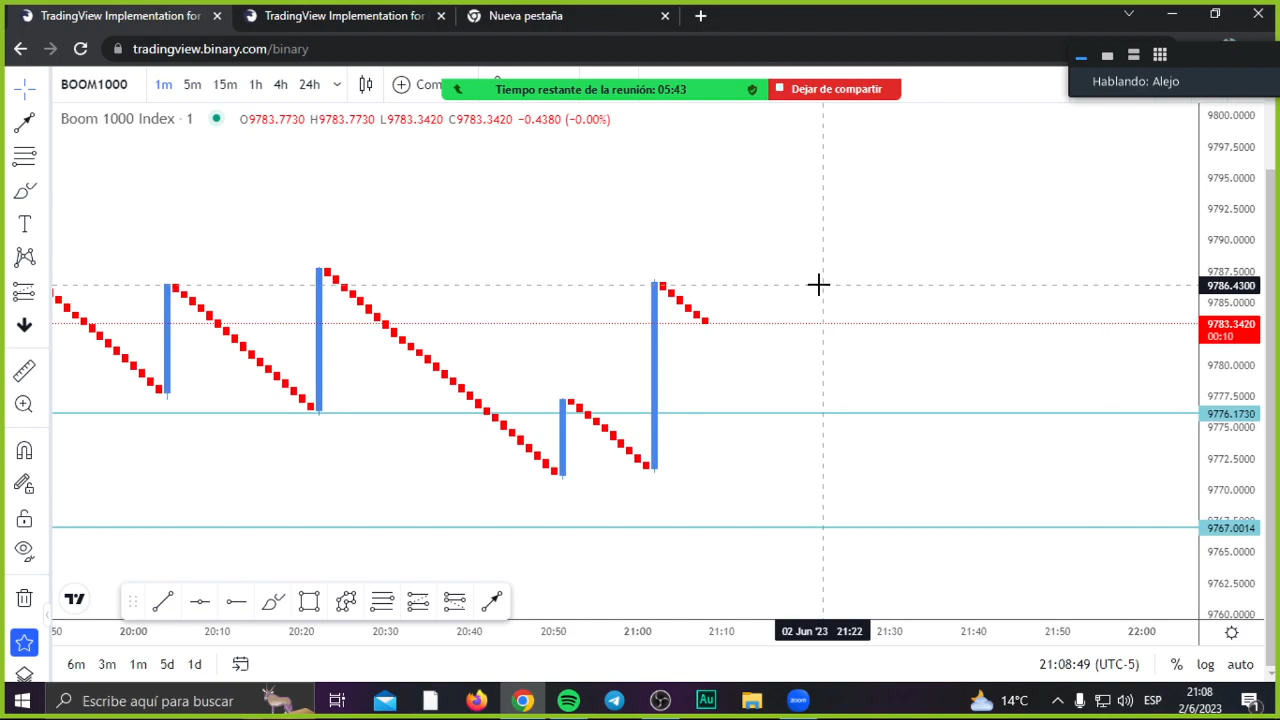 TradingView Implementation for
TradingView Implementation for
Nueva pestaña
tradingview.binary.com/binary
Hablando: Alejo
BOOM1000
1m 5m 15m 1h 4h 24h
Com
Tiempo restante de la reunión: 05:43
Dejar de compartir
Boom 1000 Index · 1
O9783.7730 H9783.7730 L9783.3420 C9783.3420 −0.4380 (−0.00%)
9800.0000
9797.5000
9795.0000
9792.5000
9790.0000
9787.5000
9786.4300
9785.0000
9783.3420
00:10
9780.0000
9777.5000
9776.1730
9775.0000
9772.5000
9770.0000
9767.0014
9765.0000
9762.5000
9760.0000
:50 20:00 20:10 20:20 20:30 20:40 20:50 21:00 21:10 02 Jun '23 21:22 21:30 21:40 21:50 22:00
6m 3m 1m 5d 1d
21:08:49 (UTC-5) % log auto
Escribe aquí para buscar
Au
zoom
14°C
ESP
21:08
2/6/2023
1